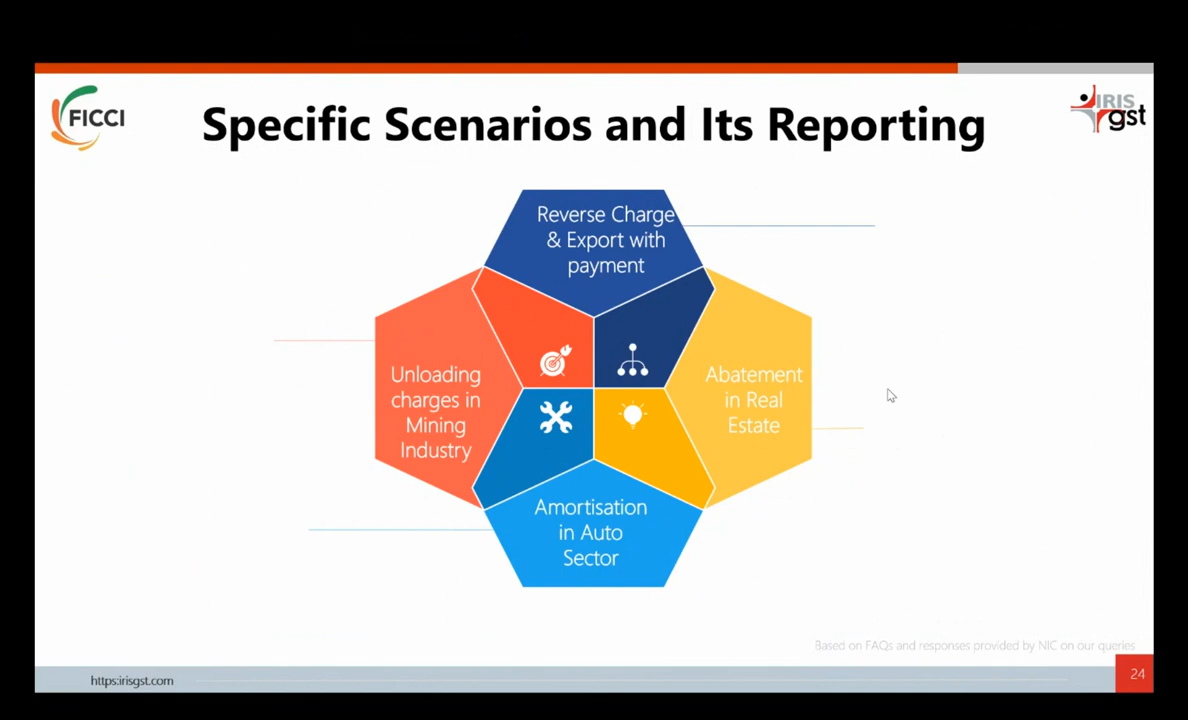 FICCI
Specific Scenarios and Its Reporting
IRIS
gst
Reverse Charge
& Export with
payment
Unloading
charges in
Mining
Industry
Abatement
in Real
Estate
Amortisation
in Auto
Sector
Based on FAQs and responses provided by NIC on our queries
https:irisgst.com
24